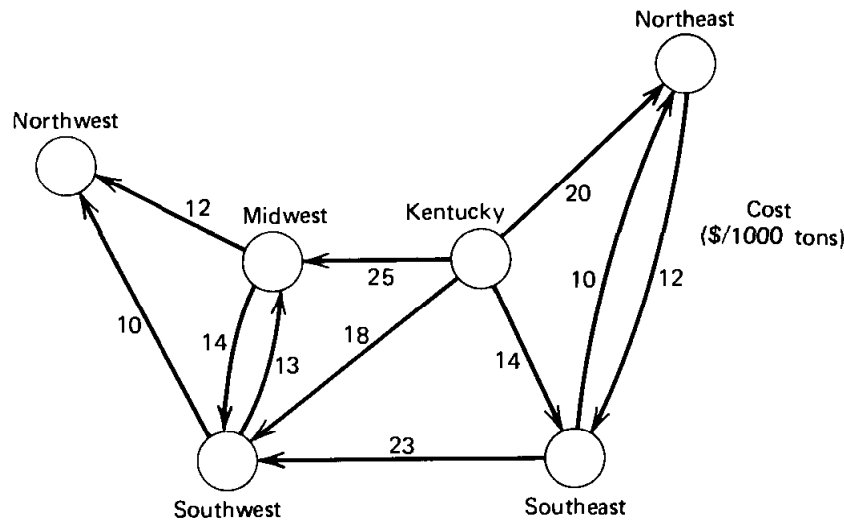 Northeast
Northwest
20
12
Midwest
Kentucky
Cost
($/1000 tons)
25
10
12
10
14
13
18
14
23
Southwest
Southeast